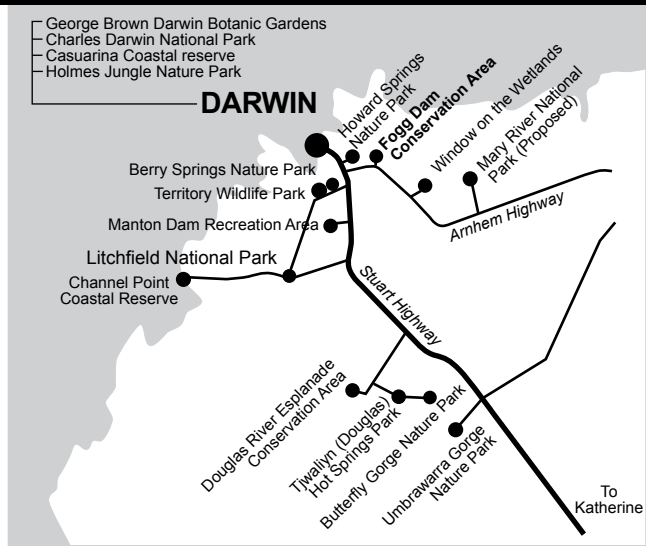 George Brown Darwin Botanic Gardens
Charles Darwin National Park
Casuarina Coastal reserve
Holmes Jungle Nature Park
DARWIN
Howard Springs
Nature Park
Fogg Dam
Conservation Area
Window on the Wetlands
Mary River National
Park (Proposed)
Berry Springs Nature Park
Territory Wildlife Park
Manton Dam Recreation Area
Arnhem Highway
Litchfield National Park
Channel Point
Coastal Reserve
Stuart Highway
Douglas River Esplanade
Conservation Area
Tjwaliyn (Douglas)
Hot Springs Park
Butterfly Gorge Nature Park
Umbrawarra Gorge
Nature Park
To
Katherine